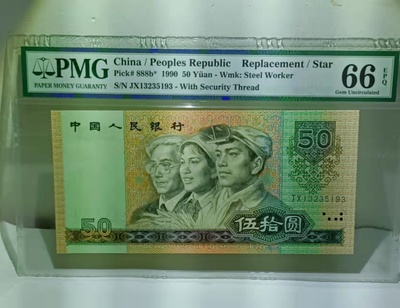 PMG
PAPER MONEY GUARANTY
China / Peoples Republic Replacement / Star
Pick# 888b* 1990 50 Yüan - Wmk: Steel Worker
S/N JX13235193 - With Security Thread
66 EPQ
Gem Uncirculated
中国人民银行
50
JX13235193
50
伍拾圆